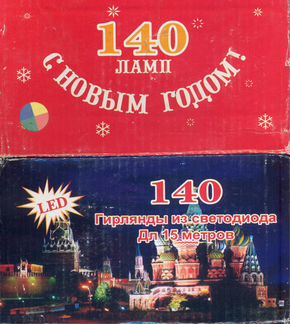 140
ЛАМП
С НОВЫМ ГОДОМ!
LED
140
Гирлянды из светодиода
Дл 15 метров